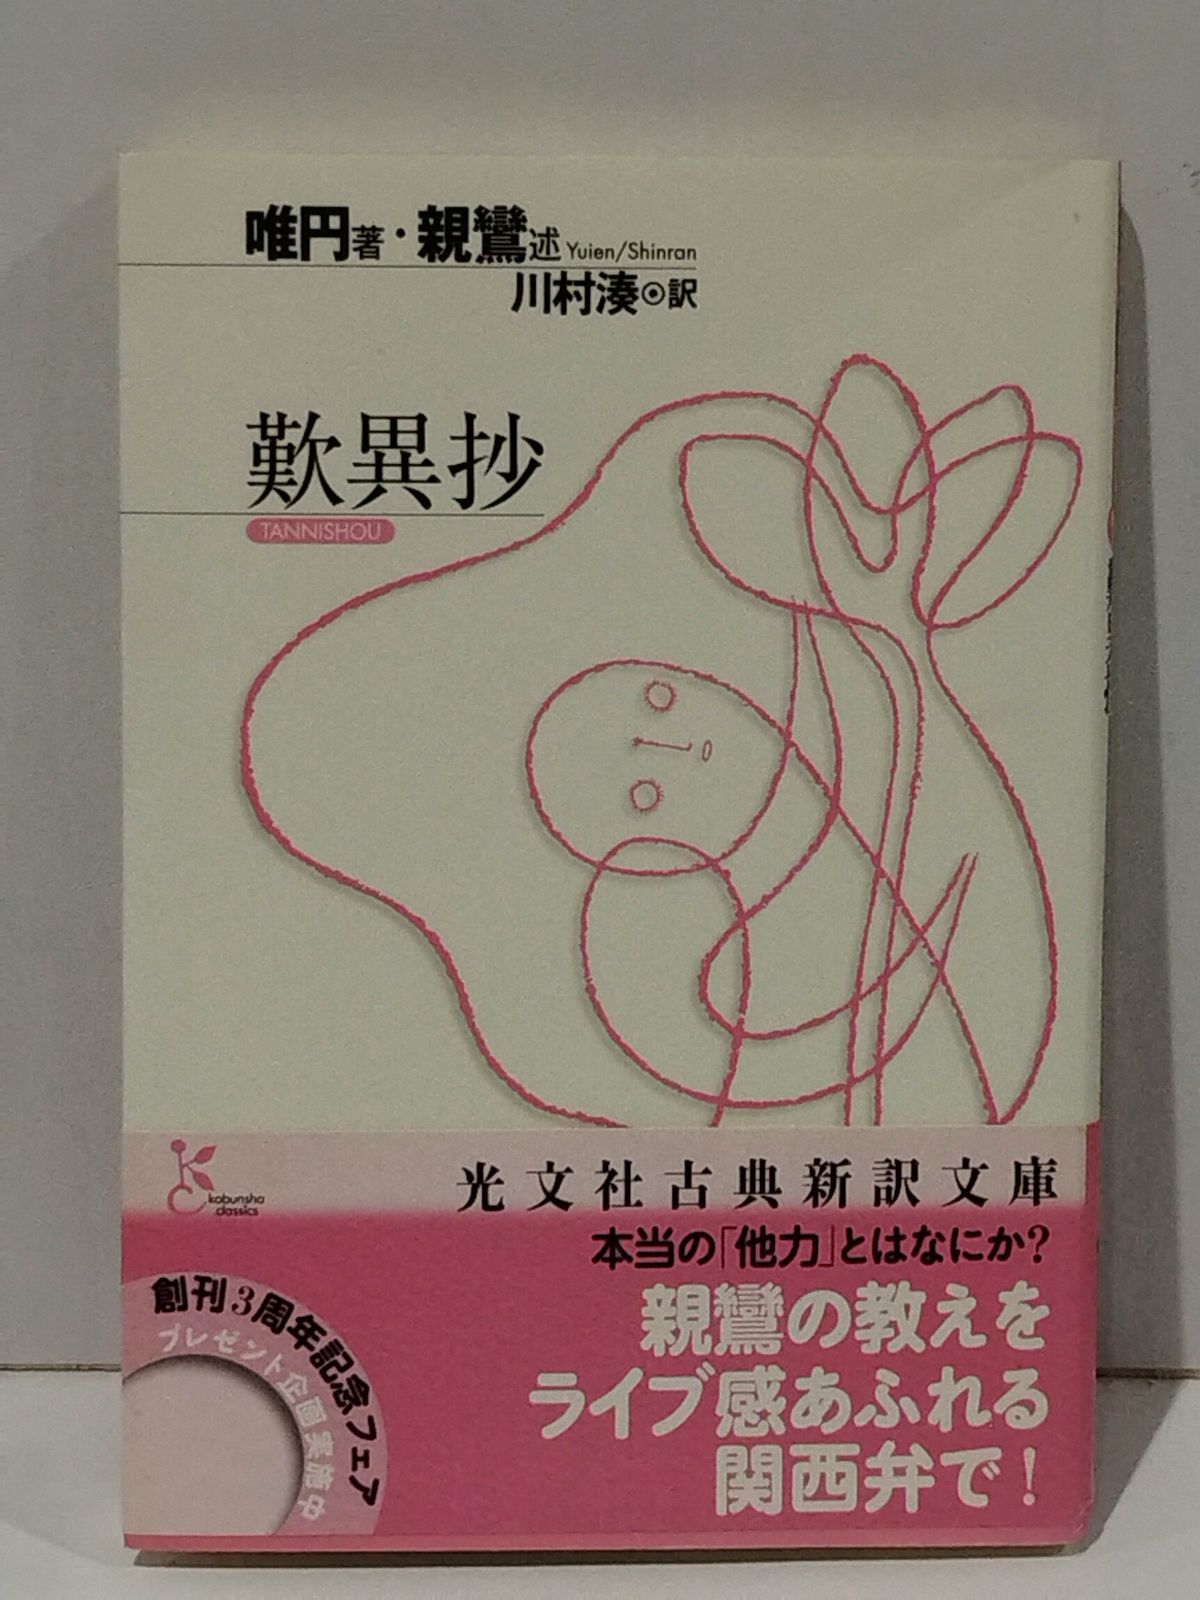 唯円著・親鸞述 Yuien/Shinran
川村湊◉訳
歎異抄
TANNISHOU
kobunsha
classics
光文社古典新訳文庫
本当の「他力」とはなにか?
親鸞の教えを
ライブ感あふれる
関西弁で!
創刊3周年記念フェア
プレゼント企画実施中